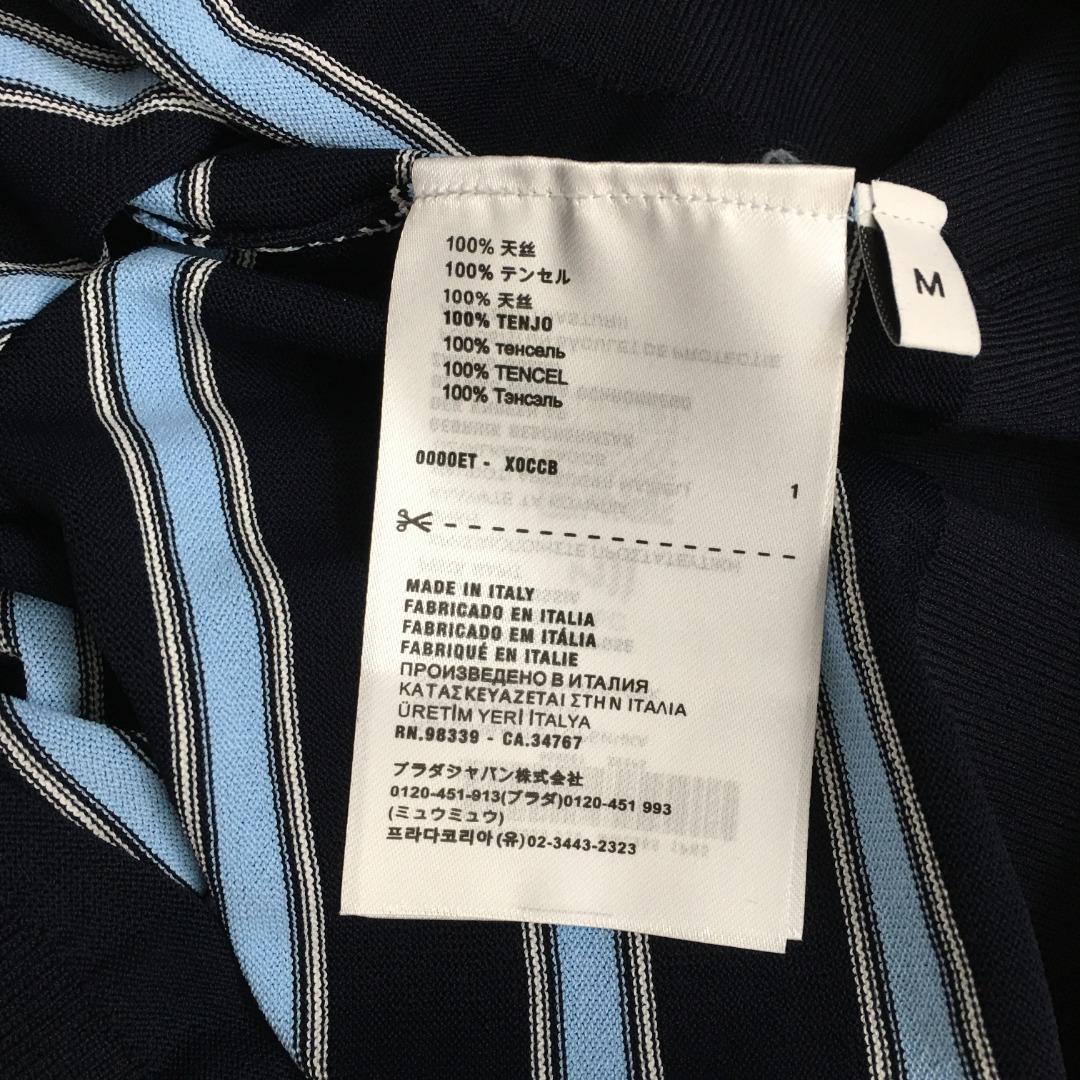 100% 天丝
100% テンセル
100% 天丝
100% TENJO
100% тенсель
100% TENCEL
100% Тэнсэль
0000ET - X0CCB
1
M
MADE IN ITALY
FABRICADO EN ITALIA
FABRICADO EM ITÁLIA
FABRIQUÉ EN ITALIE
ПРОИЗВЕДЕНО В ИТАЛИЯ
ΚΑΤΑΣΚΕΥΑΖΕΤΑΙ ΣΤΗΝ ΙΤΑΛΙΑ
ÜRETİM YERİ İTALYA
RN.98339 - CA.34767
プラダジャパン株式会社
0120-451-913(プラダ)0120-451 993
(ミュウミュウ)
프라다코리아(유)02-3443-2323